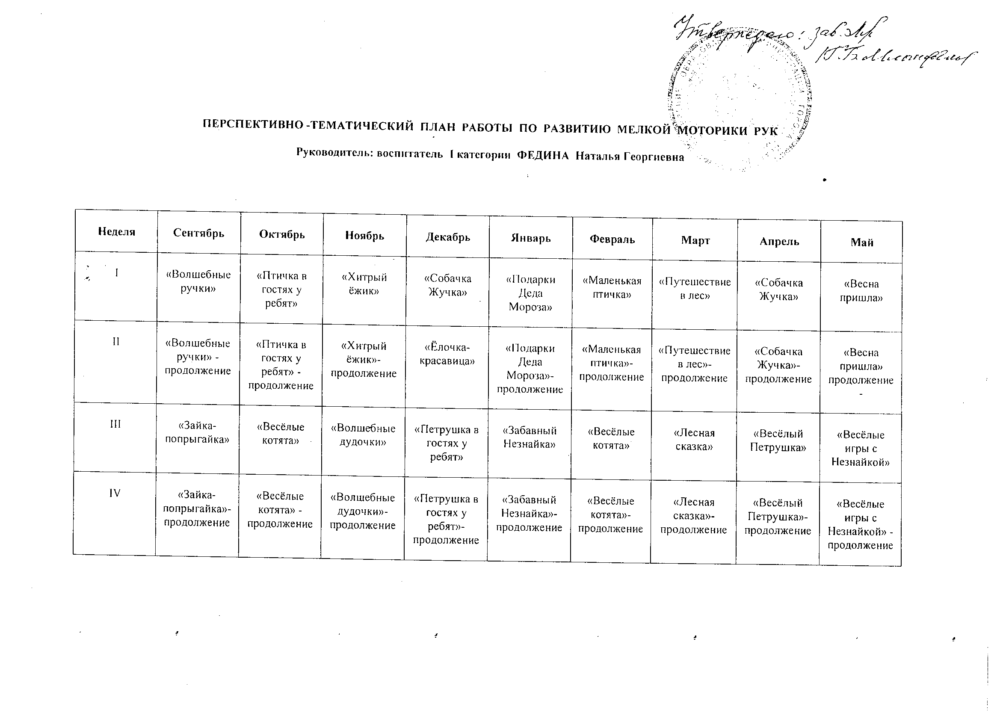 Утверждаю: зав.
ПЕРСПЕКТИВНО-ТЕМАТИЧЕСКИЙ ПЛАН РАБОТЫ ПО РАЗВИТИЮ МЕЛКОЙ МОТОРИКИ РУК
Руководитель: воспитатель I категории ФЕДИНА Наталья Георгиевна
Неделя
Сентябрь
Октябрь
Ноябрь
Декабрь
Январь
Февраль
Март
Апрель
Май
I
«Волшебные
ручки»
«Птичка в
гостях у
ребят»
«Хитрый
ёжик»
«Собачка
Жучка»
«Подарки
Деда
Мороза»
«Маленькая
птичка»
«Путешествие
в лес»
«Собачка
Жучка»
«Весна
пришла»
II
«Волшебные
ручки» -
продолжение
«Птичка в
гостях у
ребят» -
продолжение
«Хитрый
ёжик»-
продолжение
«Ёлочка-
красавица»
«Подарки
Деда
Мороза»-
продолжение
«Маленькая
птичка»-
продолжение
«Путешествие
в лес»-
продолжение
«Собачка
Жучка»-
продолжение
«Весна
пришла»
продолжение
-
III
«Зайка-
попрыгайка»
«Весёлые
котята»
«Волшебные
дудочки»
«Петрушка в
гостях у
ребят»
«Забавный
Незнайка»
«Весёлые
котята»
«Лесная
сказка»
«Весёлый
Петрушка»
«Весёлые
игры с
Незнайкой»
IV
«Зайка-
попрыгайка»-
продолжение
«Весёлые
котята» -
продолжение
«Волшебные
дудочки»-
продолжение
«Петрушка в
гостях у
ребят»-
продолжение
«Забавный
Незнайка»-
продолжение
«Весёлые
котята»-
продолжение
«Лесная
сказка»-
продолжение
«Весёлый
Петрушка»-
продолжение
«Весёлые
игры с
Незнайкой» -
продолжение